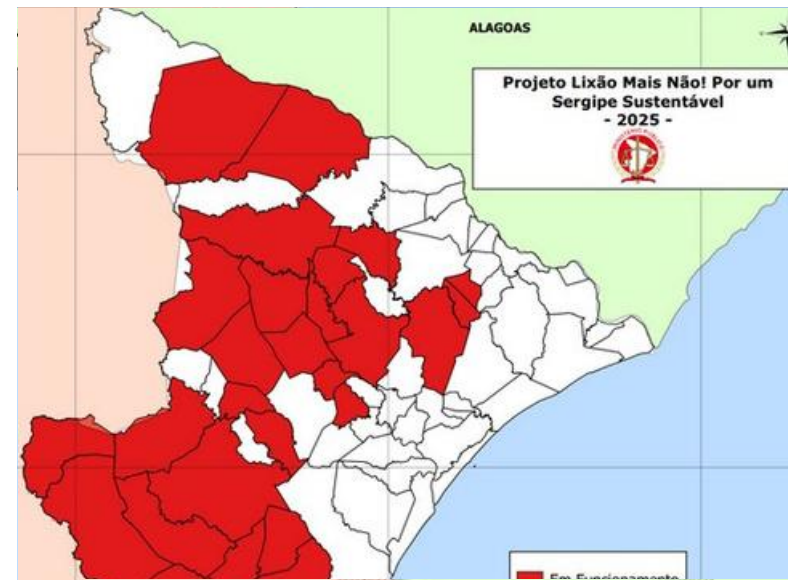 ALAGOAS
Projeto Lixão Mais Não! Por um
Sergipe Sustentável
- 2025 -
Em Funcionamento